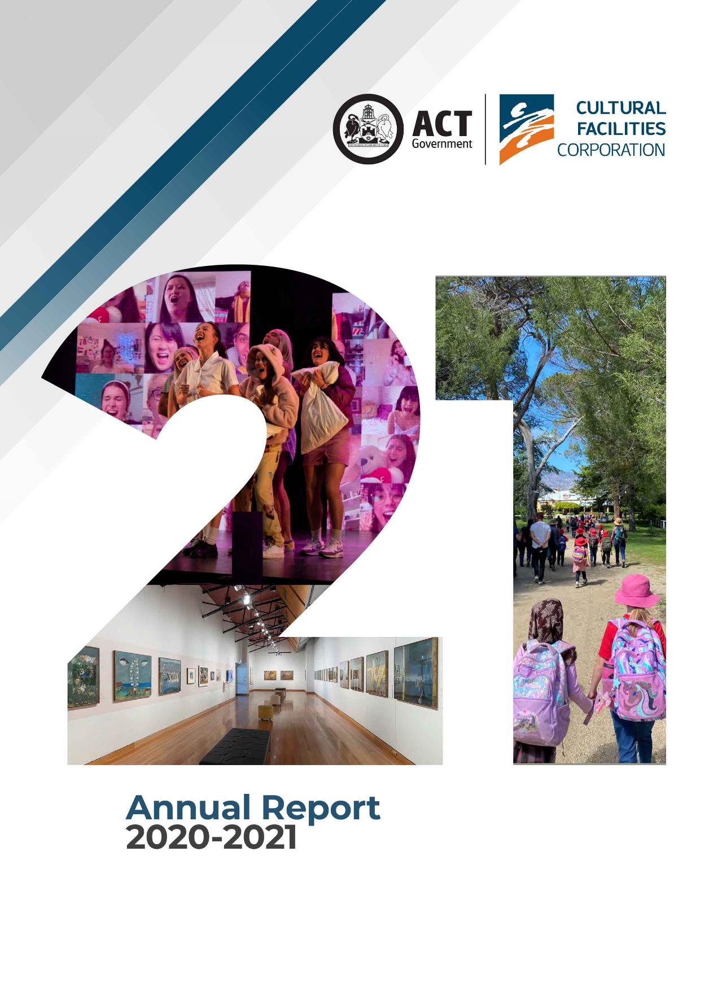 ACT
Government
CULTURAL
FACILITIES
CORPORATION
Annual Report
2020-2021